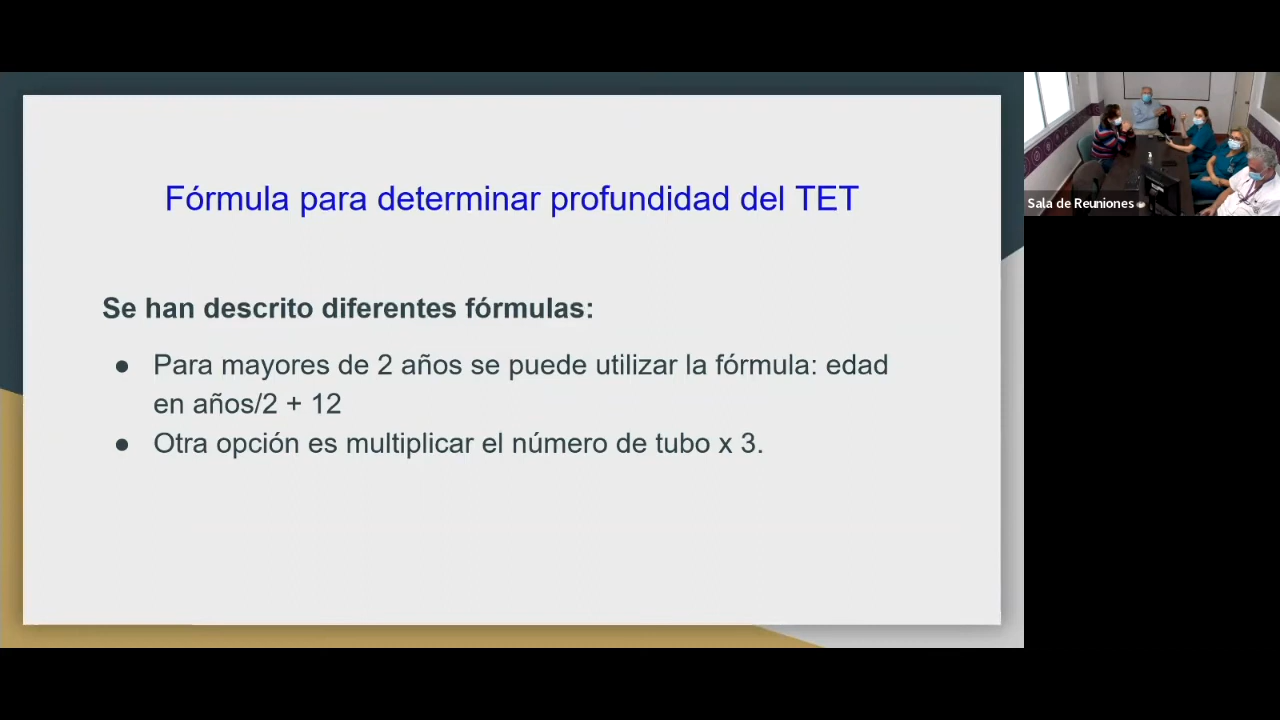 Fórmula para determinar profundidad del TET
Se han descrito diferentes fórmulas:
● Para mayores de 2 años se puede utilizar la fórmula: edad
en años/2 + 12
● Otra opción es multiplicar el número de tubo x 3.
Sala de Reuniones